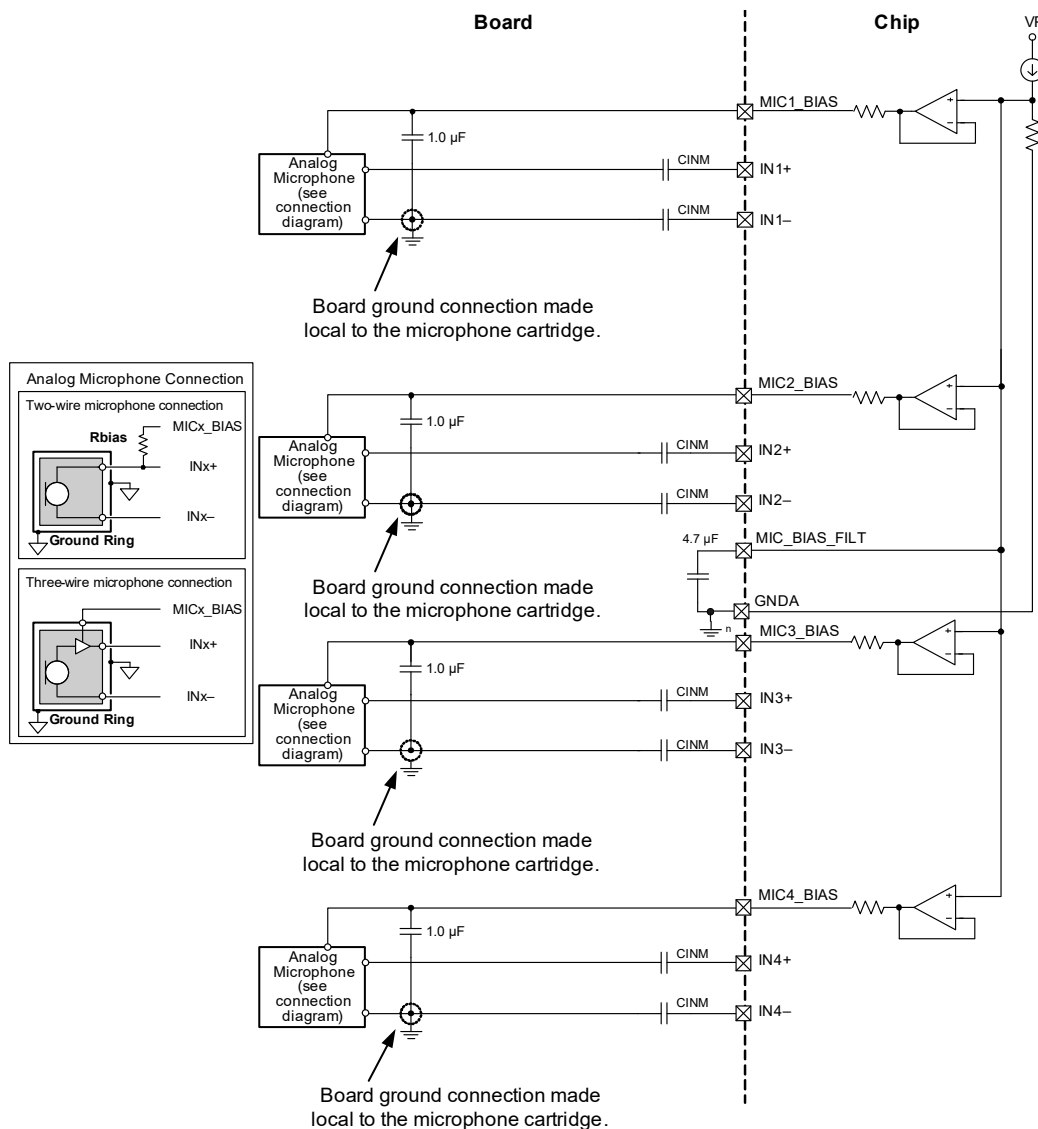 Board
Chip
VP
MIC1_BIAS
1.0 µF
Analog
Microphone
(see
connection
diagram)
CINM
IN1+
CINM
IN1–
+
–
Board ground connection made
local to the microphone cartridge.
MIC2_BIAS
1.0 µF
Analog
Microphone
(see
connection
diagram)
CINM
IN2+
CINM
IN2–
+
–
Board ground connection made
local to the microphone cartridge.
Analog Microphone Connection
Two-wire microphone connection
MICx_BIAS
Rbias
INx+
INx–
Ground Ring
Three-wire microphone connection
MICx_BIAS
INx+
INx–
Ground Ring
4.7 µF
MIC_BIAS_FILT
GNDA
n
MIC3_BIAS
1.0 µF
Analog
Microphone
(see
connection
diagram)
CINM
IN3+
CINM
IN3–
+
–
Board ground connection made
local to the microphone cartridge.
MIC4_BIAS
1.0 µF
Analog
Microphone
(see
connection
diagram)
CINM
IN4+
CINM
IN4–
+
–
Board ground connection made
local to the microphone cartridge.